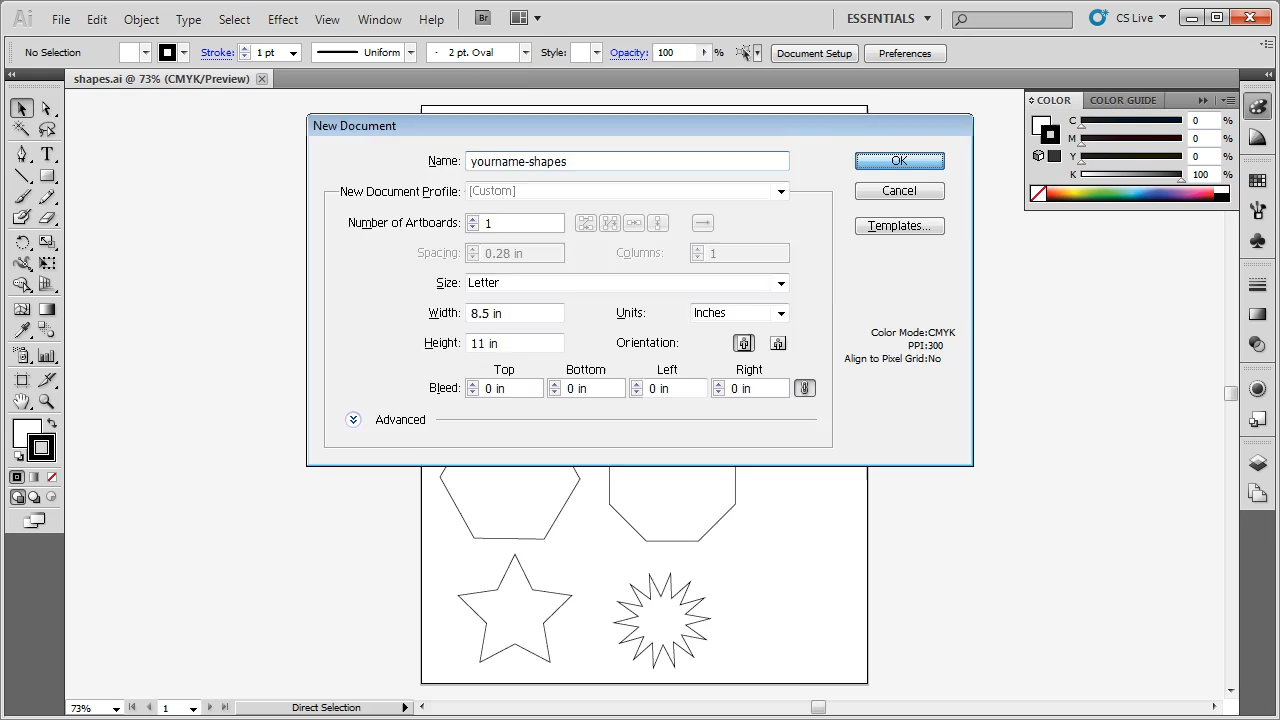 Ai File Edit Object Type Select Effect View Window Help Br ESSENTIALS CS Live
No Selection Stroke: 1 pt Uniform 2 pt. Oval Style: Opacity: 100 % Document Setup Preferences
shapes.ai @ 73% (CMYK/Preview)
COLOR COLOR GUIDE
C 0 %
M 0 %
Y 0 %
K 100 %
New Document
Name: yourname-shapes OK
New Document Profile: [Custom] Cancel
Number of Artboards: 1 Templates...
Spacing: 0.28 in Columns: 1
Size: Letter
Width: 8.5 in Units: Inches
Height: 11 in Orientation:
Color Mode:CMYK
PPI:300
Align to Pixel Grid:No
Top Bottom Left Right
Bleed: 0 in 0 in 0 in 0 in
Advanced
73% 1 Direct Selection